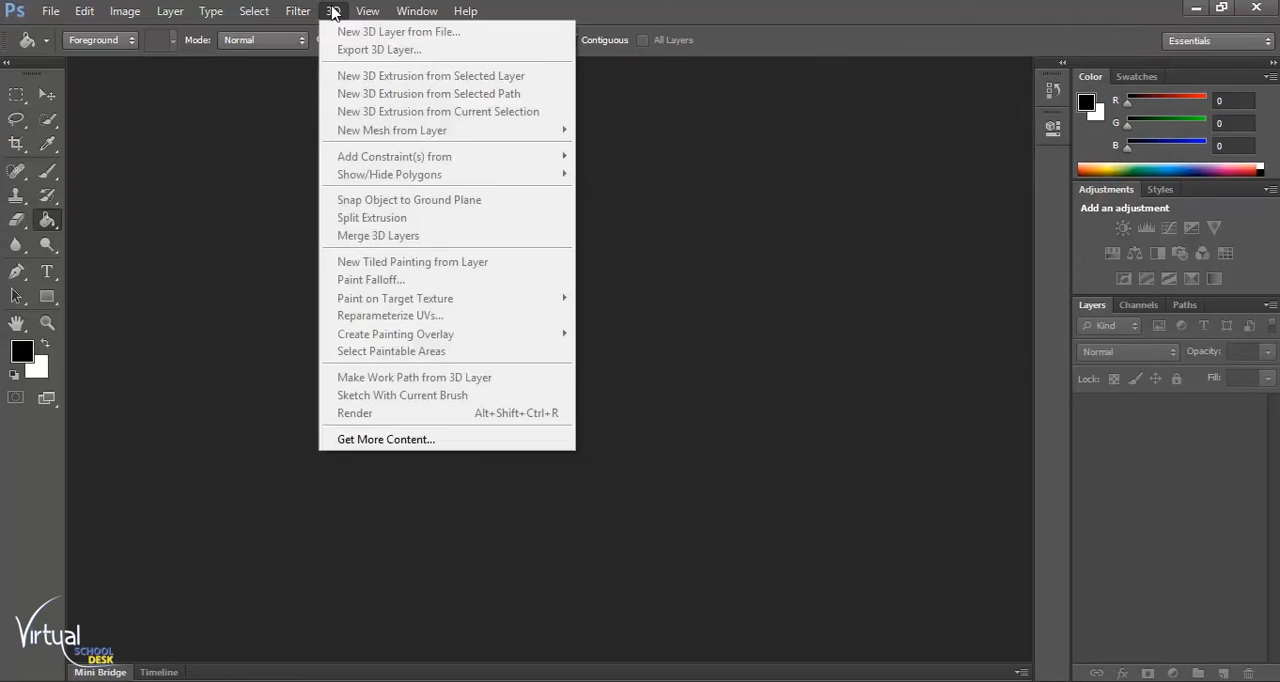 Ps File Edit Image Layer Type Select Filter 3D View Window Help
Foreground Mode: Normal Contiguous All Layers Essentials
New 3D Layer from File...
Export 3D Layer...
New 3D Extrusion from Selected Layer
New 3D Extrusion from Selected Path
New 3D Extrusion from Current Selection
New Mesh from Layer
Add Constraint(s) from
Show/Hide Polygons
Snap Object to Ground Plane
Split Extrusion
Merge 3D Layers
New Tiled Painting from Layer
Paint Falloff...
Paint on Target Texture
Reparameterize UVs...
Create Painting Overlay
Select Paintable Areas
Make Work Path from 3D Layer
Sketch With Current Brush
Render Alt+Shift+Ctrl+R
Get More Content...
Color Swatches
R 0
G 0
B 0
Adjustments Styles
Add an adjustment
Layers Channels Paths
Kind
Normal Opacity:
Lock: Fill:
Virtual
SCHOOL
DESK
Mini Bridge Timeline